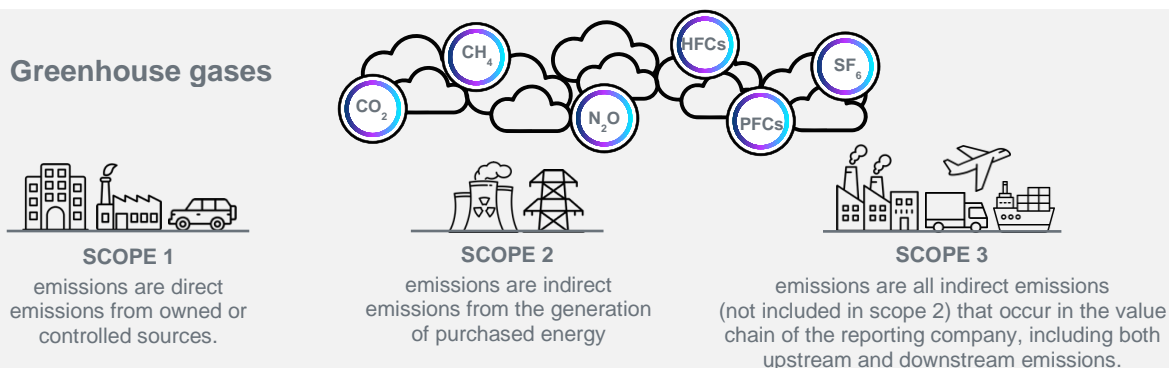 Greenhouse gases
CO₂
CH₄
N₂O
HFCs
PFCs
SF₆
SCOPE 1
emissions are direct
emissions from owned or
controlled sources.
SCOPE 2
emissions are indirect
emissions from the generation
of purchased energy
SCOPE 3
emissions are all indirect emissions
(not included in scope 2) that occur in the value
chain of the reporting company, including both
upstream and downstream emissions.